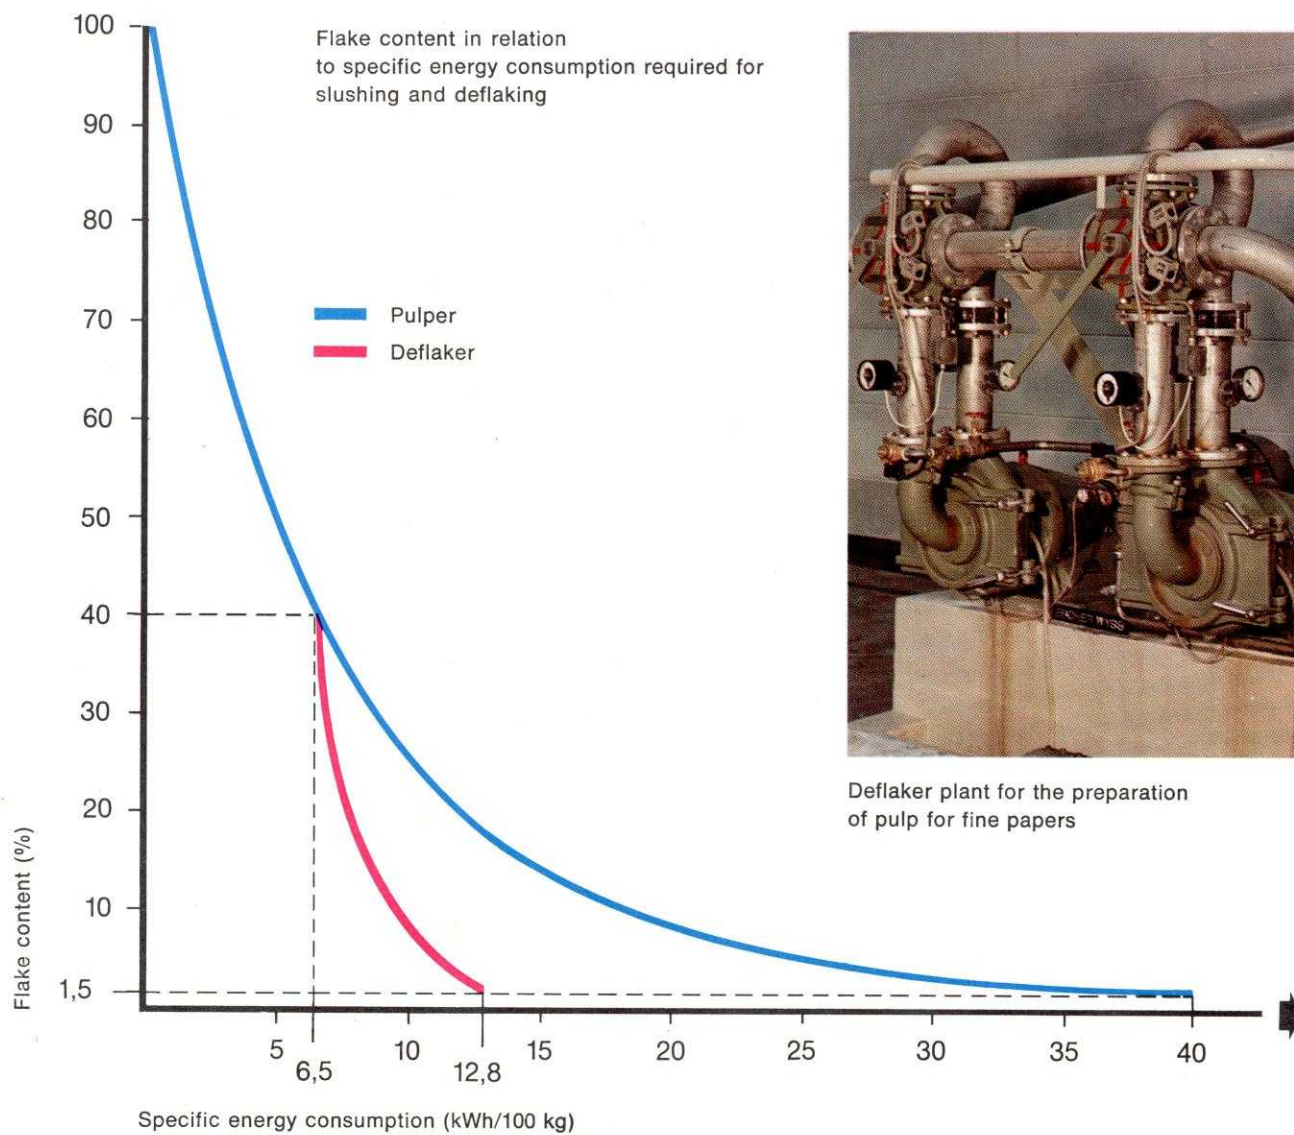 Flake content in relation
to specific energy consumption required for
slushing and deflaking
Pulper
Deflaker
100
90
80
70
60
50
40
30
20
10
1,5
Flake content (%)
5
10
15
20
25
30
35
40
6,5
12,8
Specific energy consumption (kWh/100 kg)
ESCHER WYSS
Deflaker plant for the preparation
of pulp for fine papers